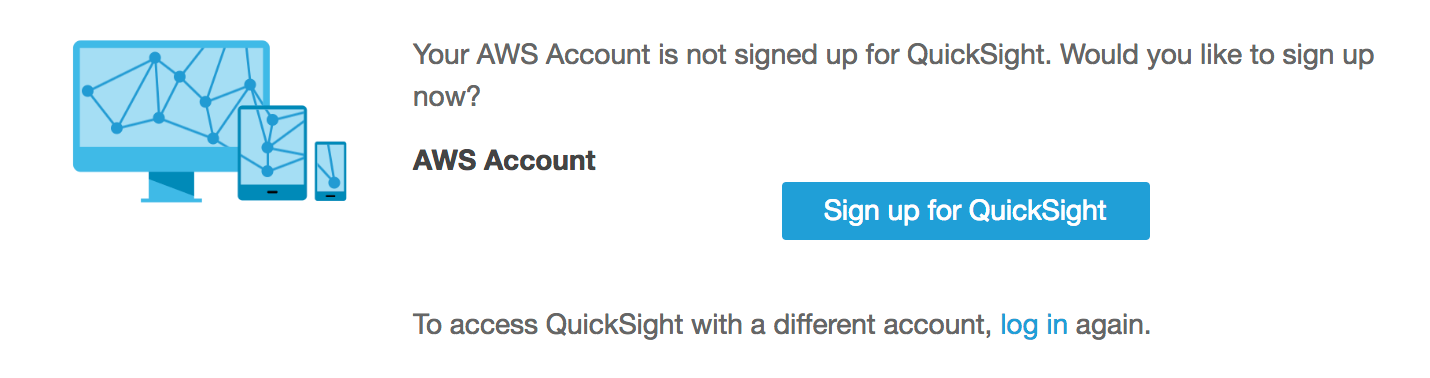 Your AWS Account is not signed up for QuickSight. Would you like to sign up
now?
AWS Account
Sign up for QuickSight
To access QuickSight with a different account, log in again.